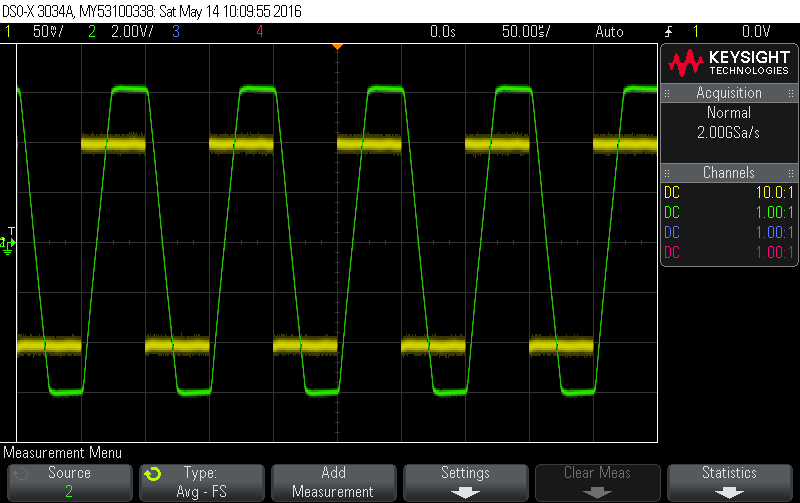 DSO-X 3034A, MY53100338: Sat May 14 10:09:55 2016
1 50mV/ 2 2.00V/ 3 4 0.0s 50.00us/ Auto 1 0.0V
KEYSIGHT
TECHNOLOGIES
Acquisition
Normal
2.00GSa/s
Channels
DC 10.0:1
DC 1.00:1
DC 1.00:1
DC 1.00:1
T
2
Measurement Menu
Source
2
Type:
Avg - FS
Add
Measurement
Settings
Clear Meas
Statistics